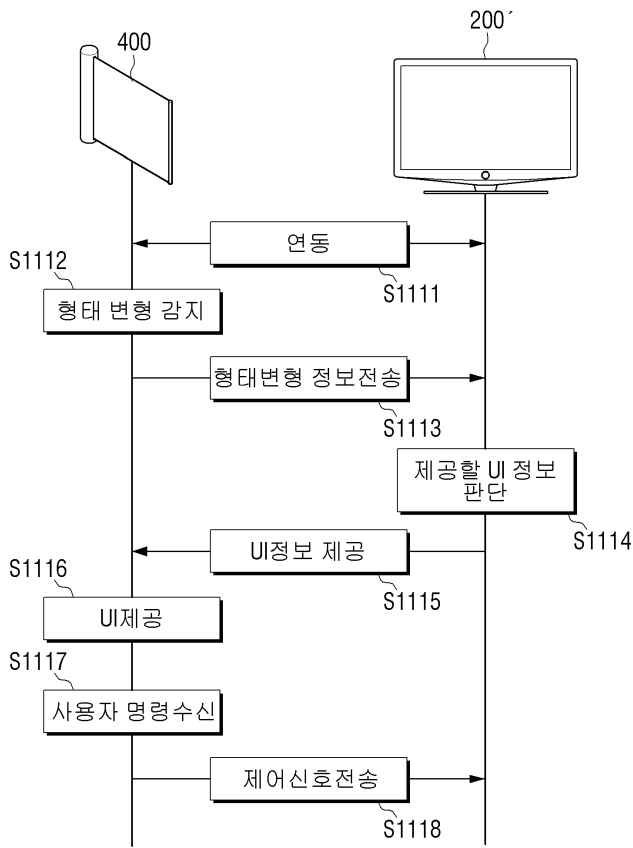 400
200´
연동
S1111
S1112
형태 변형 감지
형태변형 정보전송
S1113
제공할 UI 정보
판단
S1114
UI정보 제공
S1115
S1116
UI제공
S1117
사용자 명령수신
제어신호전송
S1118